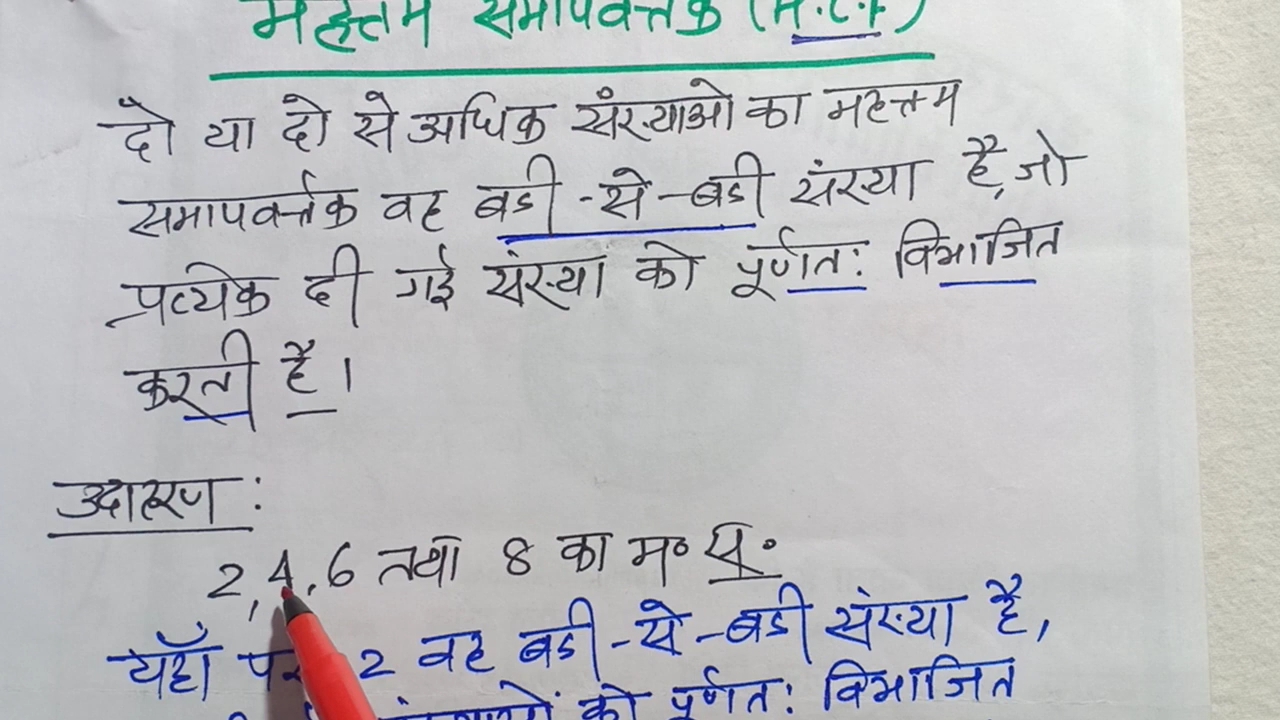 महत्तम समापवर्त्तक (H.C.F)
दो या दो से अधिक संख्याओ का महत्तम
समापवर्त्तक वह बडी-से-बडी संख्या है, जो
प्रत्येक दी गई संख्या को पूर्णत: विभाजित
करती है।
उदाहरण :
2, 4, 6 तथा 8 का म० स०
यहाँ पर 2 वह बडी-से-बडी संख्या है,
को पूर्णत: विभाजित